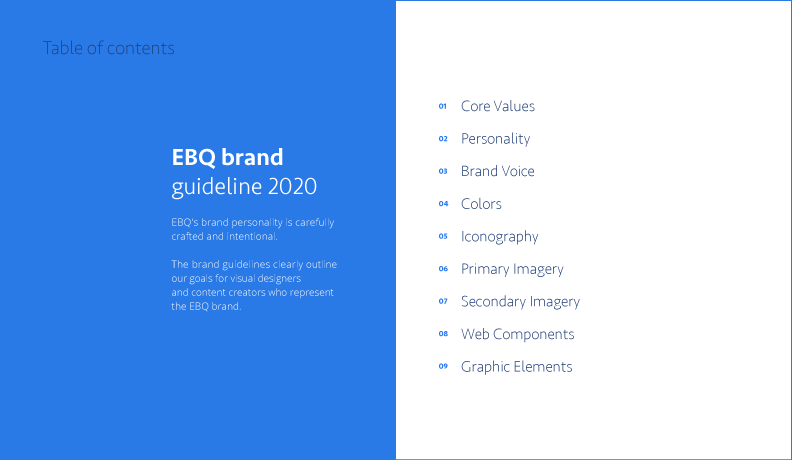 Table of contents
EBQ brand
guideline 2020
EBQ's brand personality is carefully
crafted and intentional.
The brand guidelines clearly outline
our goals for visual designers
and content creators who represent
the EBQ brand.
01 Core Values
02 Personality
03 Brand Voice
04 Colors
05 Iconography
06 Primary Imagery
07 Secondary Imagery
08 Web Components
09 Graphic Elements